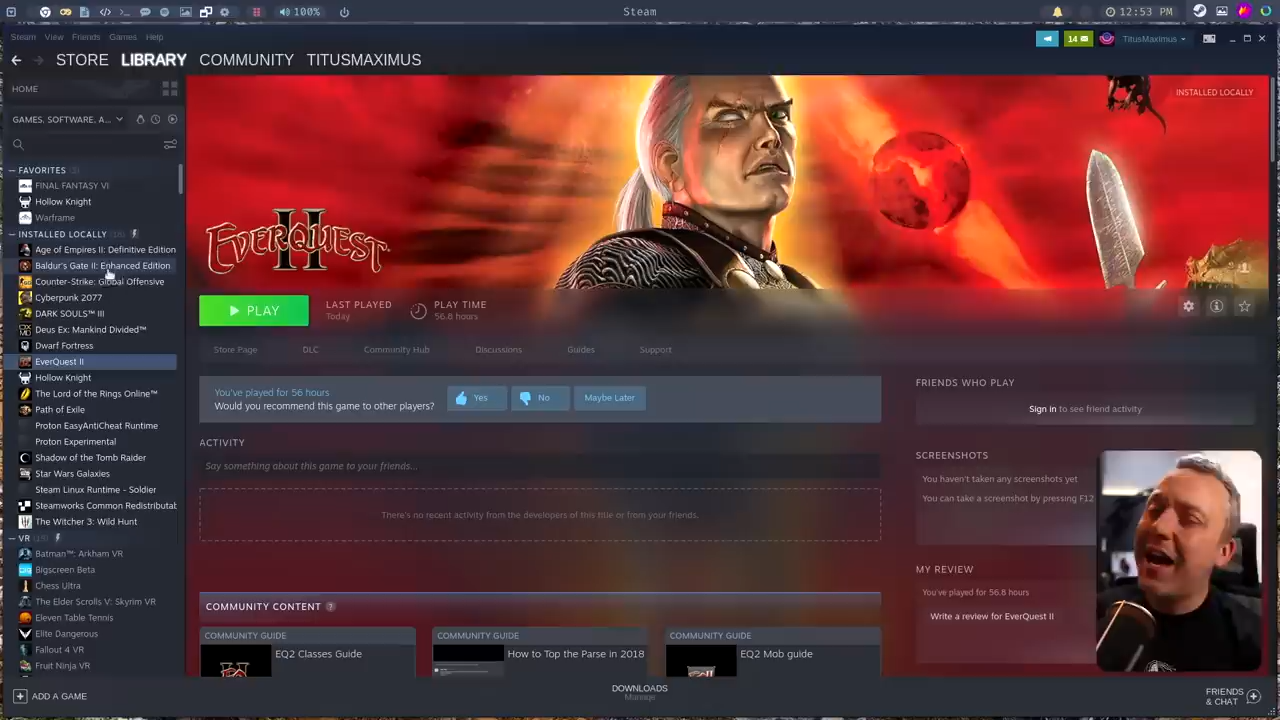 100%
Steam
12:53 PM
Steam View Friends Games Help
14
TitusMaximus
STORE LIBRARY COMMUNITY TITUSMAXIMUS
HOME
GAMES, SOFTWARE, A...
FAVORITES (3)
FINAL FANTASY VI
Hollow Knight
Warframe
INSTALLED LOCALLY (18)
Age of Empires II: Definitive Edition
Baldur's Gate II: Enhanced Edition
Counter-Strike: Global Offensive
Cyberpunk 2077
DARK SOULS™ III
Deus Ex: Mankind Divided™
Dwarf Fortress
EverQuest II
Hollow Knight
The Lord of the Rings Online™
Path of Exile
Proton EasyAntiCheat Runtime
Proton Experimental
Shadow of the Tomb Raider
Star Wars Galaxies
Steam Linux Runtime - Soldier
Steamworks Common Redistributat
The Witcher 3: Wild Hunt
VR
Batman™: Arkham VR
Bigscreen Beta
Chess Ultra
The Elder Scrolls V: Skyrim VR
Eleven Table Tennis
Elite Dangerous
Fallout 4 VR
Fruit Ninja VR
ADD A GAME
INSTALLED LOCALLY
II
EVERQUEST
PLAY
LAST PLAYED
Today
PLAY TIME
56.8 hours
Store Page DLC Community Hub Discussions Guides Support
You've played for 56 hours
Would you recommend this game to other players?
Yes
No
Maybe Later
ACTIVITY
Say something about this game to your friends...
There's no recent activity from the developers of this title or from your friends.
COMMUNITY CONTENT ?
COMMUNITY GUIDE
EQ2 Classes Guide
COMMUNITY GUIDE
How to Top the Parse in 2018
COMMUNITY GUIDE
EQ2 Mob guide
FRIENDS WHO PLAY
Sign in to see friend activity
SCREENSHOTS
You haven't taken any screenshots yet
You can take a screenshot by pressing F12
MY REVIEW
You've played for 56.8 hours
Write a review for EverQuest II
DOWNLOADS
Manage
FRIENDS
& CHAT